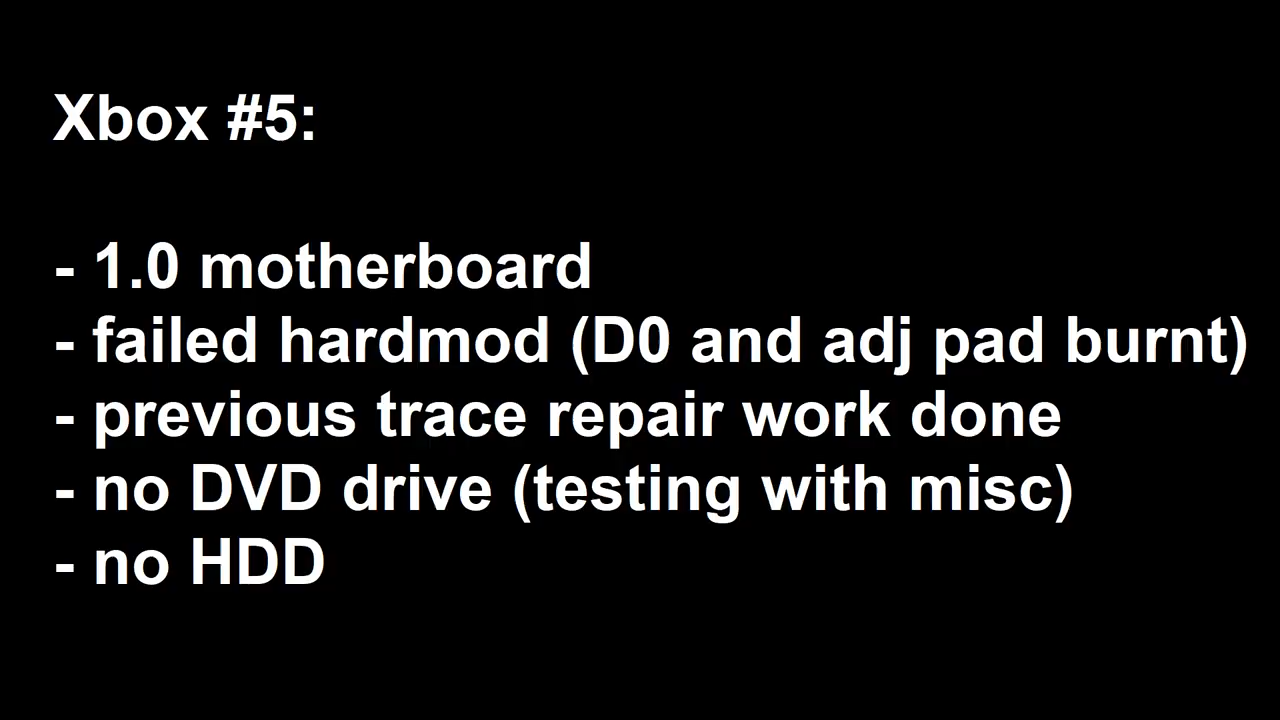 Xbox #5:
- 1.0 motherboard
- failed hardmod (D0 and adj pad burnt)
- previous trace repair work done
- no DVD drive (testing with misc)
- no HDD